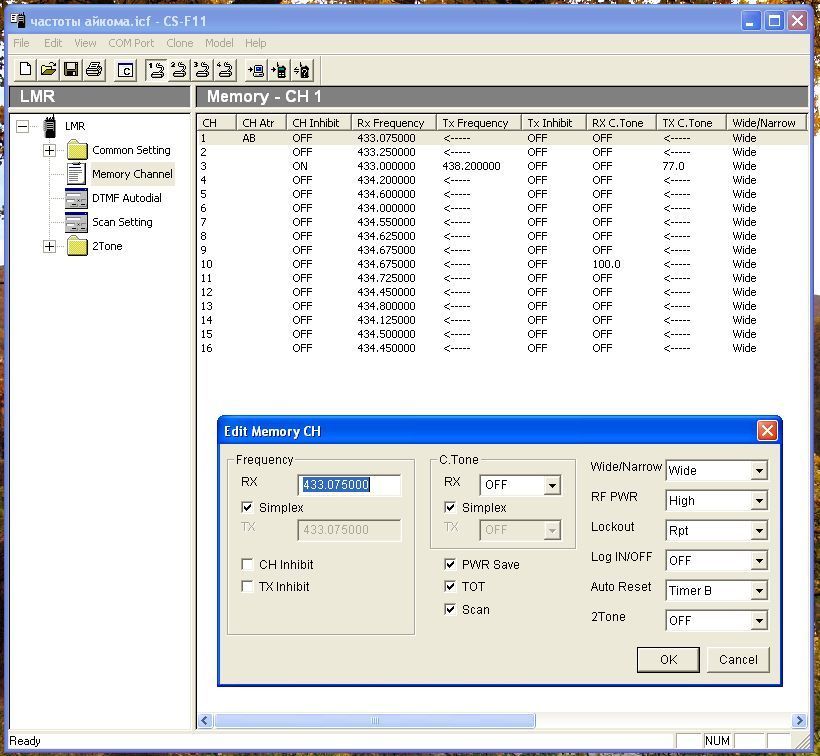 частоты айкома.icf - CS-F11
File Edit View COM Port Clone Model Help
LMR
Memory - CH 1
LMR
Common Setting
Memory Channel
DTMF Autodial
Scan Setting
2Tone
CH CH Atr CH Inhibit Rx Frequency Tx Frequency Tx Inhibit RX C.Tone TX C.Tone Wide/Narrow
1 AB OFF 433.075000 <----- OFF OFF <----- Wide
2 OFF 433.250000 <----- OFF OFF <----- Wide
3 ON 433.000000 438.200000 OFF OFF 77.0 Wide
4 OFF 434.200000 <----- OFF OFF <----- Wide
5 OFF 434.600000 <----- OFF OFF <----- Wide
6 OFF 434.000000 <----- OFF OFF <----- Wide
7 OFF 434.550000 <----- OFF OFF <----- Wide
8 OFF 434.625000 <----- OFF OFF <----- Wide
9 OFF 434.675000 <----- OFF OFF <----- Wide
10 OFF 434.675000 <----- OFF 100.0 <----- Wide
11 OFF 434.725000 <----- OFF OFF <----- Wide
12 OFF 434.450000 <----- OFF OFF <----- Wide
13 OFF 434.800000 <----- OFF OFF <----- Wide
14 OFF 434.125000 <----- OFF OFF <----- Wide
15 OFF 434.500000 <----- OFF OFF <----- Wide
16 OFF 434.450000 <----- OFF OFF <----- Wide
Edit Memory CH
Frequency
RX 433.075000
Simplex
TX 433.075000
CH Inhibit
TX Inhibit
C.Tone
RX OFF
Simplex
TX OFF
PWR Save
TOT
Scan
Wide/Narrow Wide
RF PWR High
Lockout Rpt
Log IN/OFF OFF
Auto Reset Timer B
2Tone OFF
OK Cancel
Ready NUM